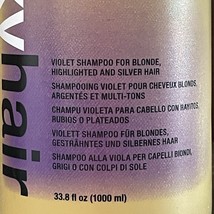 hair
VIOLET SHAMPOO FOR BLONDE,
HIGHLIGHTED AND SILVER HAIR
SHAMPOOING VIOLET POUR CHEVEUX BLONDS,
ARGENTÉS ET MULTI-TONS
CHAMPU VIOLETA PARA CABELLO CON RAYITOS,
RUBIOS O PLATEADOS
VIOLETT SHAMPOO FÜR BLONDES,
GESTRÄHNTES UND SILBERNES HAAR
SHAMPOO ALLA VIOLA PER CAPELLI BIONDI,
GRIGI O CON COLPI DI SOLE
33.8 fl oz (1000 ml)